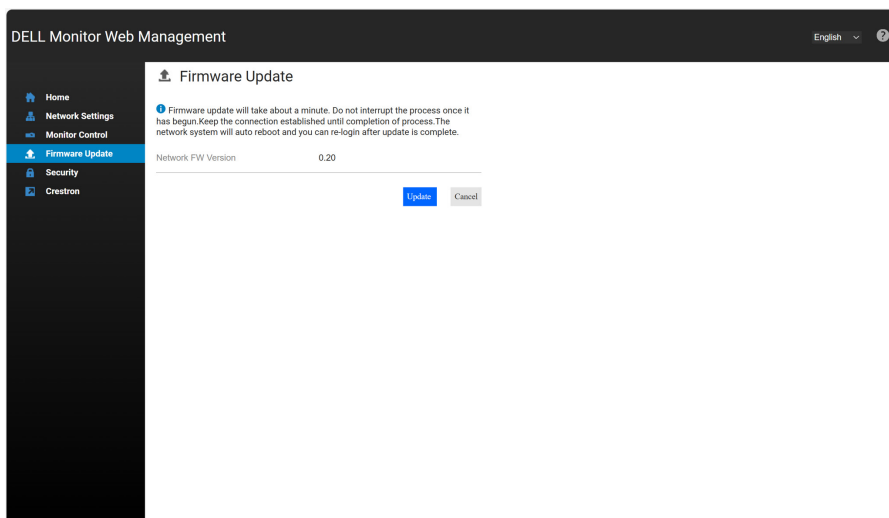 DELL Monitor Web Management
English
?
Home
Network Settings
Monitor Control
Firmware Update
Security
Crestron
Firmware Update
Firmware update will take about a minute. Do not interrupt the process once it
has begun.Keep the connection established until completion of process.The
network system will auto reboot and you can re-login after update is complete.
Network FW Version 0.20
Update Cancel